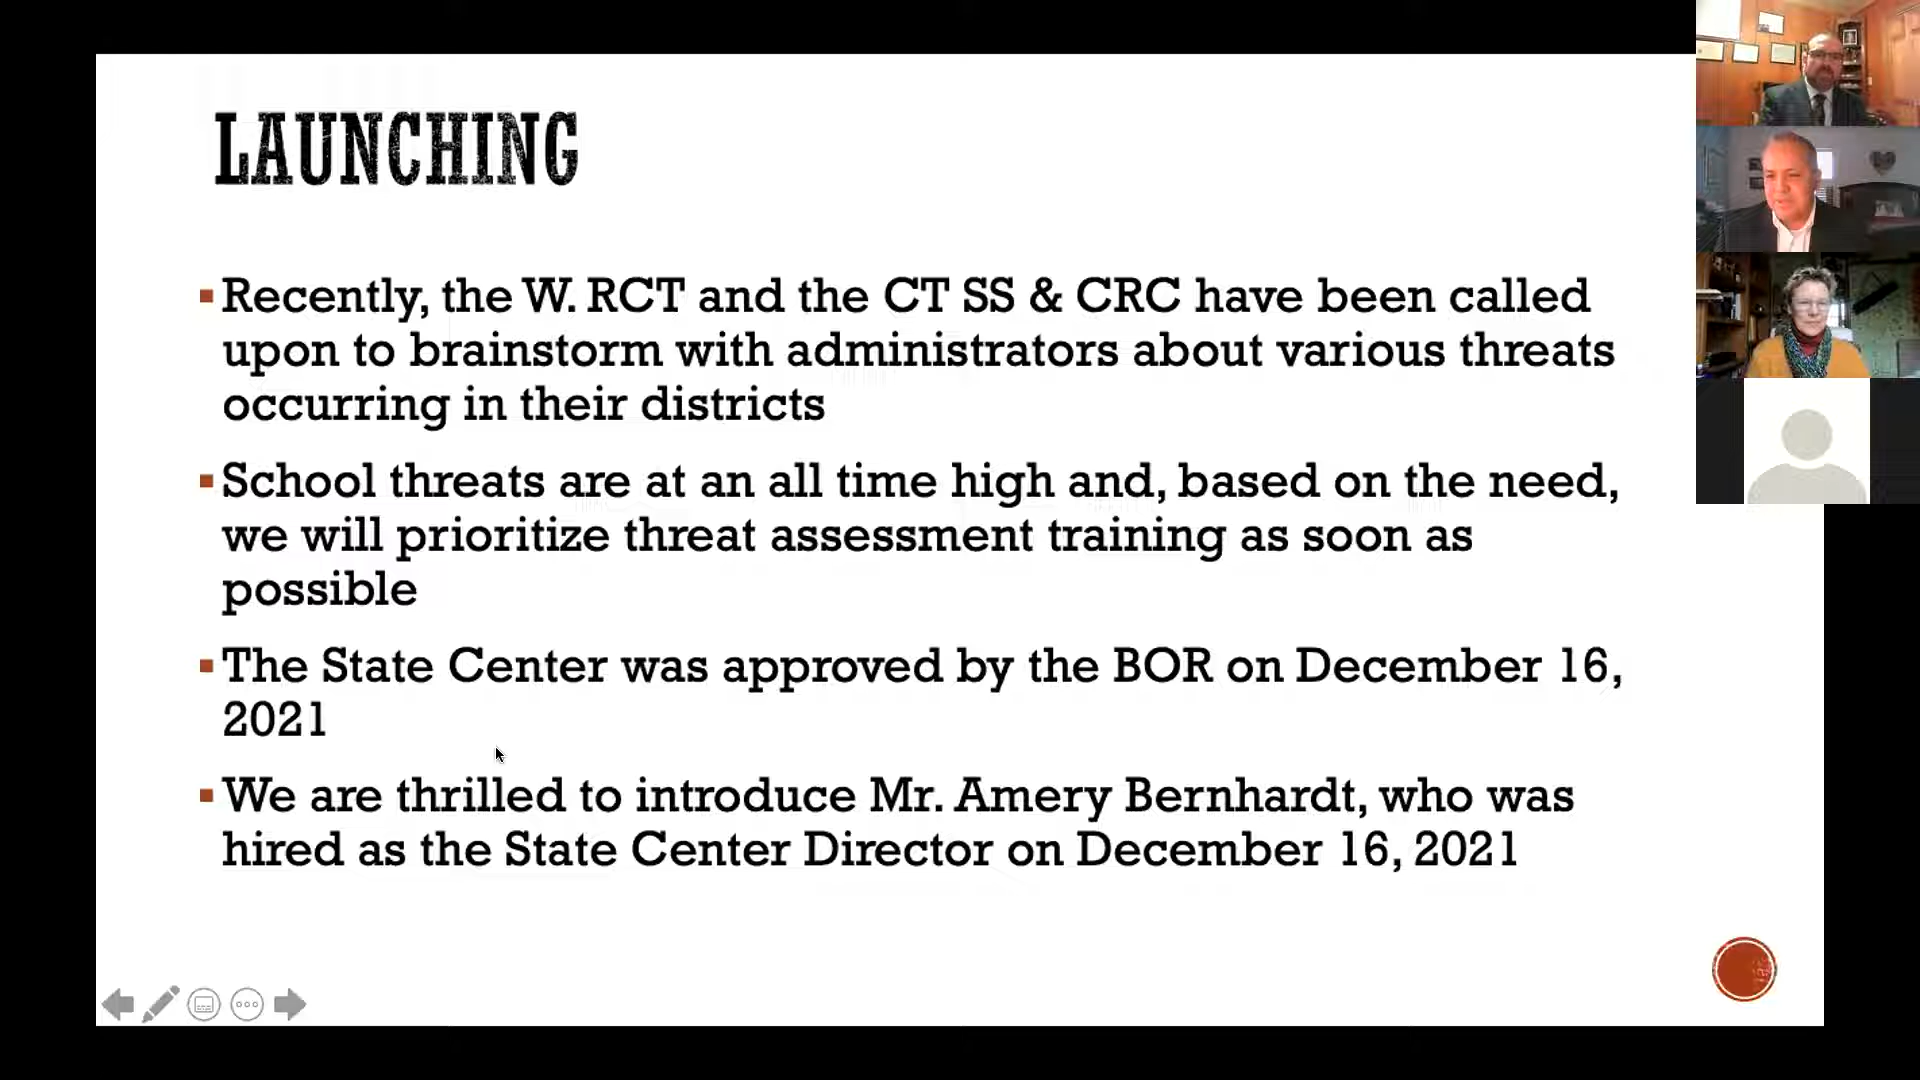 LAUNCHING
Recently, the W. RCT and the CT SS & CRC have been called
upon to brainstorm with administrators about various threats
occurring in their districts
School threats are at an all time high and, based on the need,
we will prioritize threat assessment training as soon as
possible
The State Center was approved by the BOR on December 16,
2021
We are thrilled to introduce Mr. Amery Bernhardt, who was
hired as the State Center Director on December 16, 2021